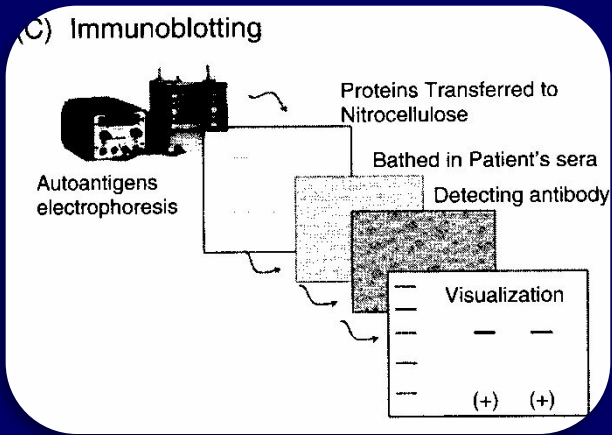 (C) Immunoblotting
Proteins Transferred to
Nitrocellulose
Bathed in Patient's sera
Autoantigens
electrophoresis
Detecting antibody
Visualization
(+) (+)